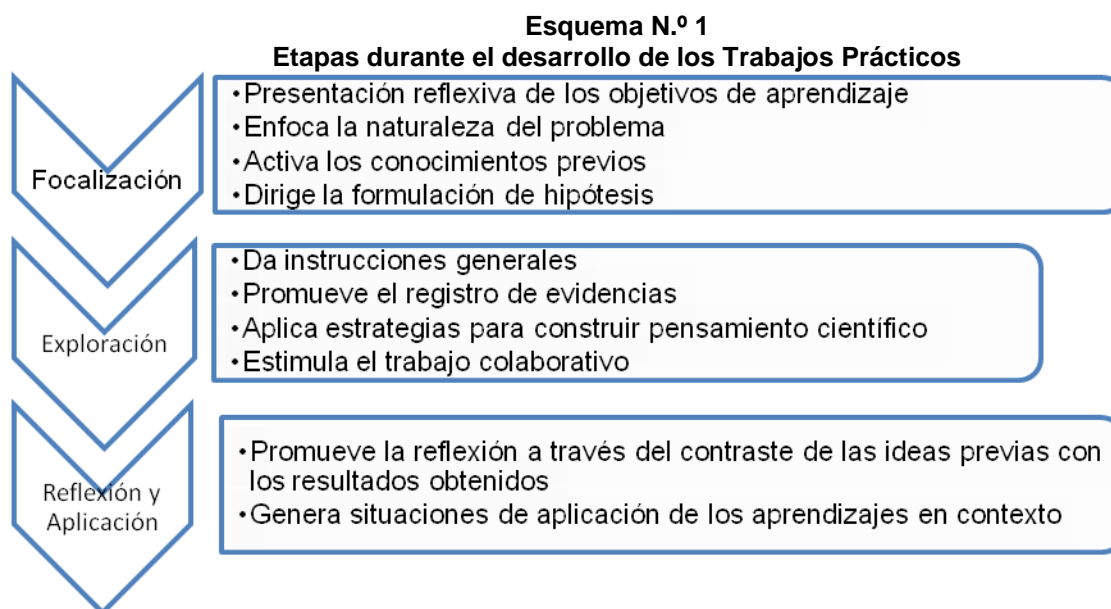 Esquema N.º 1
Etapas durante el desarrollo de los Trabajos Prácticos
Focalización
•Presentación reflexiva de los objetivos de aprendizaje
•Enfoca la naturaleza del problema
•Activa los conocimientos previos
•Dirige la formulación de hipótesis
Exploración
•Da instrucciones generales
•Promueve el registro de evidencias
•Aplica estrategias para construir pensamiento científico
•Estimula el trabajo colaborativo
Reflexión y
Aplicación
•Promueve la reflexión a través del contraste de las ideas previas con
los resultados obtenidos
•Genera situaciones de aplicación de los aprendizajes en contexto